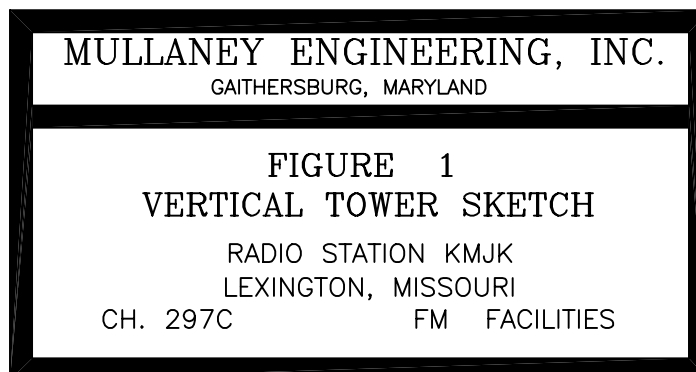 MULLANEY ENGINEERING, INC.
GAITHERSBURG, MARYLAND
FIGURE 1
VERTICAL TOWER SKETCH
RADIO STATION KMJK
LEXINGTON, MISSOURI
CH. 297C FM FACILITIES